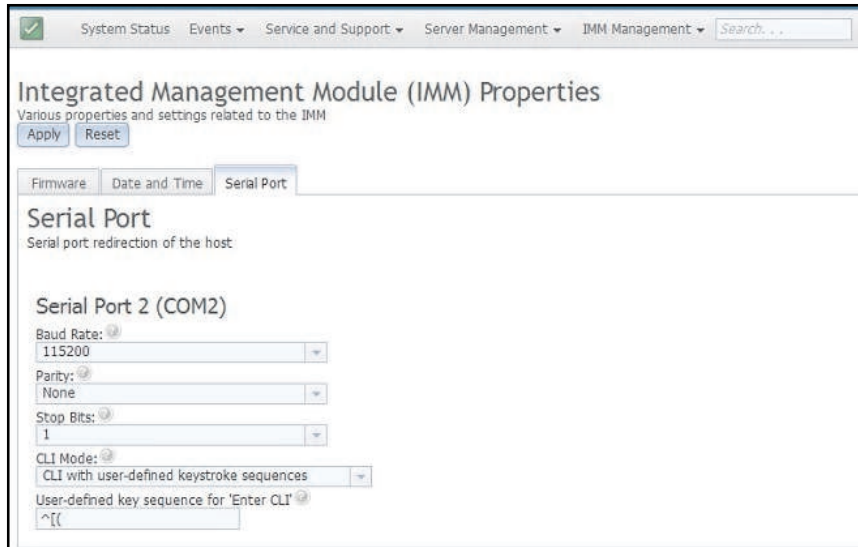 System Status Events Service and Support Server Management IMM Management Search. . .
Integrated Management Module (IMM) Properties
Various properties and settings related to the IMM
Apply Reset
Firmware Date and Time Serial Port
Serial Port
Serial port redirection of the host
Serial Port 2 (COM2)
Baud Rate:
115200
Parity:
None
Stop Bits:
1
CLI Mode:
CLI with user-defined keystroke sequences
User-defined key sequence for 'Enter CLI'
^[(